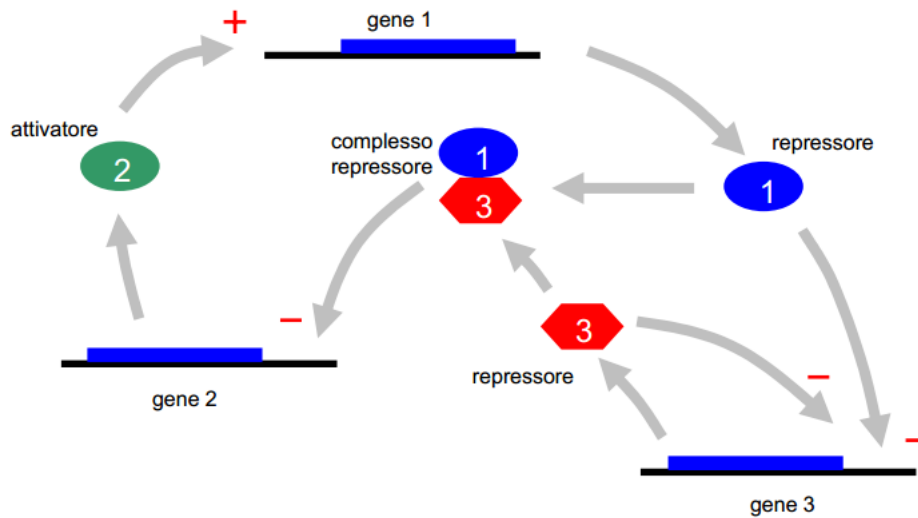 +
gene 1
attivatore
2
complesso
repressore
1
3
repressore
1
−
3
−
repressore
gene 2
−
gene 3